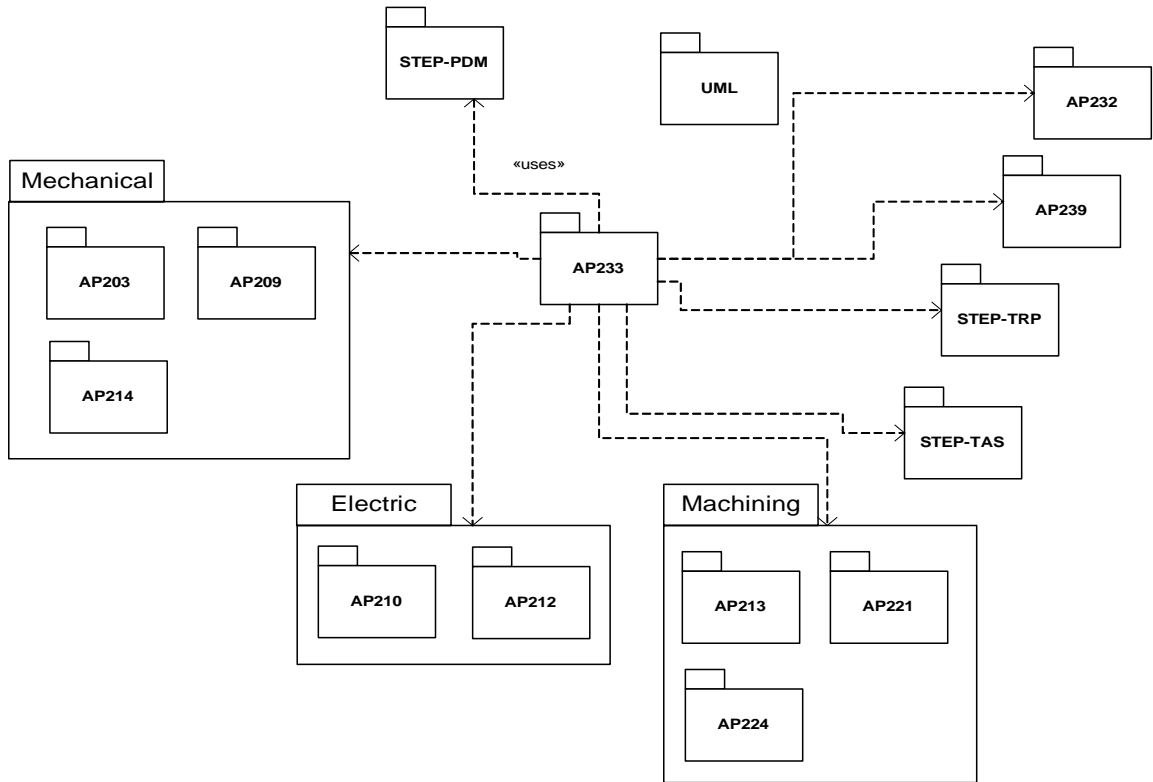 STEP-PDM
UML
AP232
«uses»
Mechanical
AP239
AP203
AP209
AP233
STEP-TRP
AP214
STEP-TAS
Electric
Machining
AP210
AP212
AP213
AP221
AP224